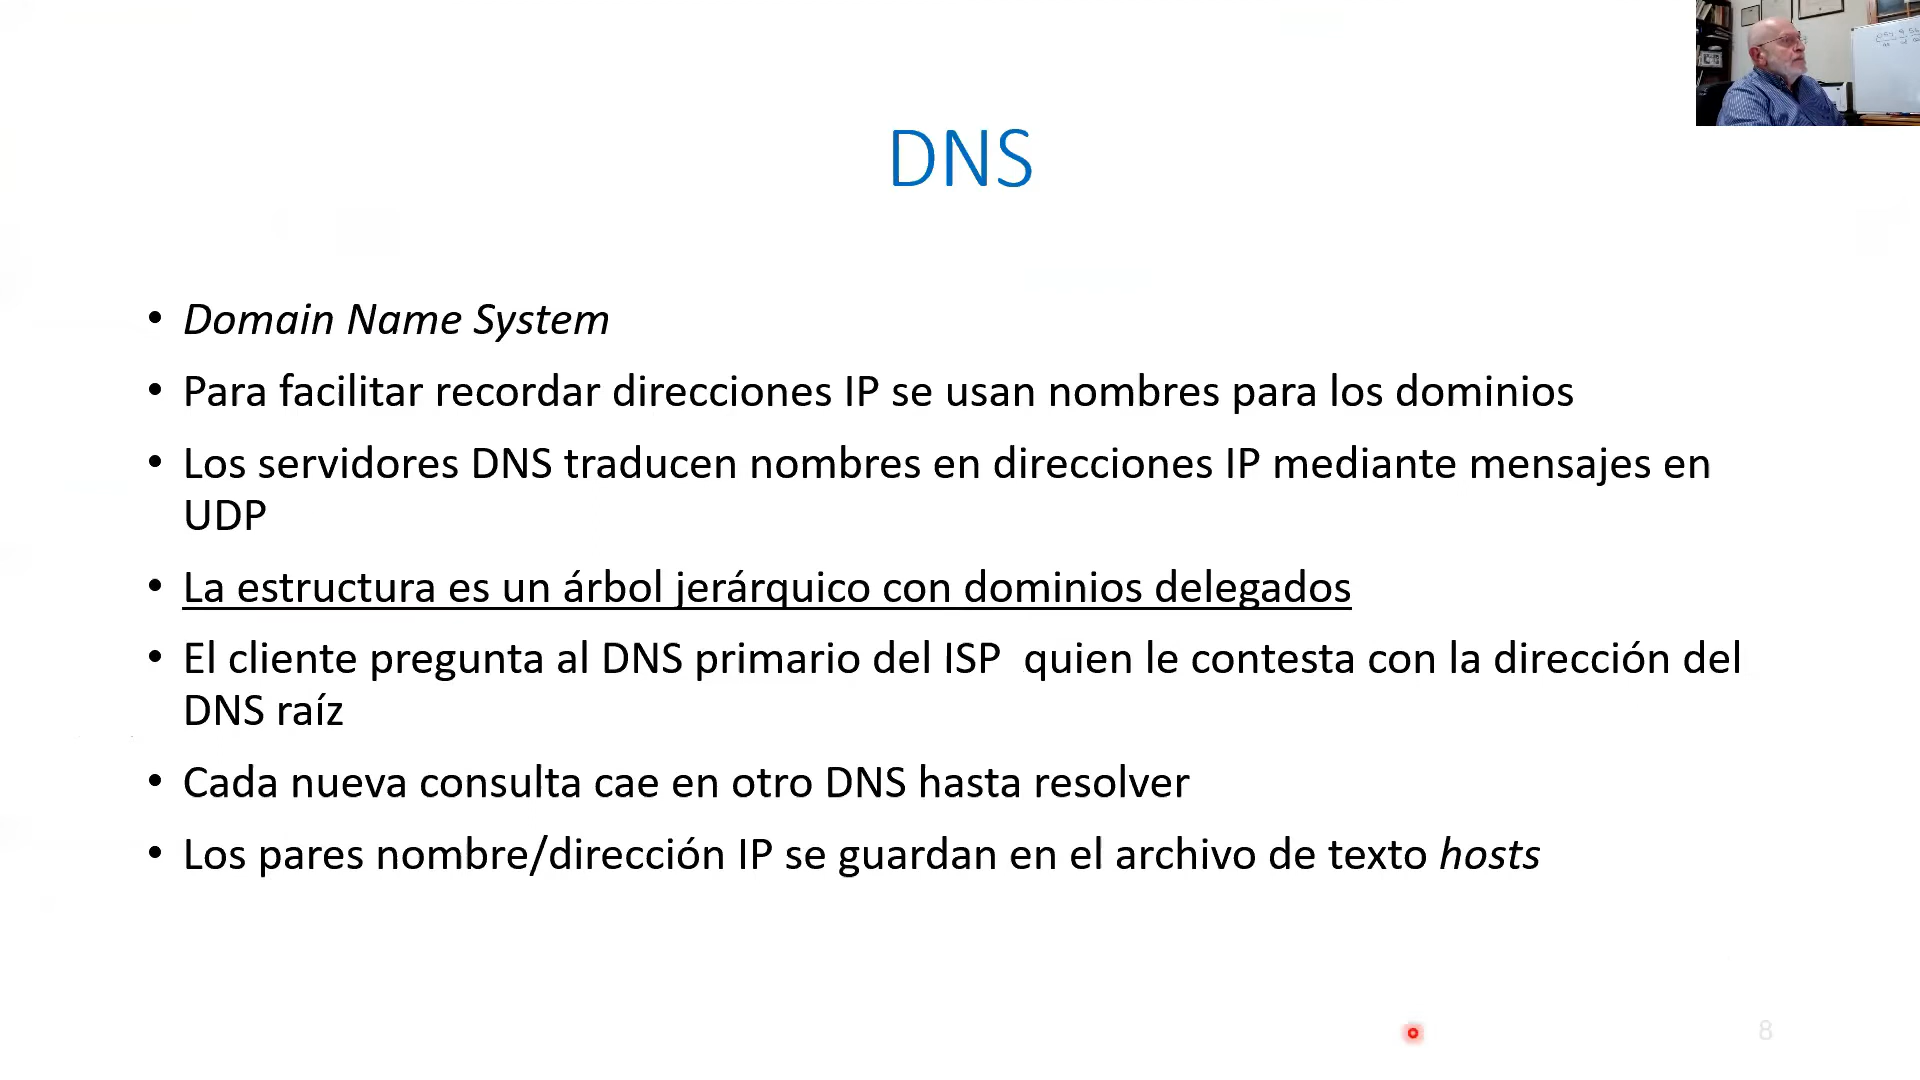 DNS
• Domain Name System
• Para facilitar recordar direcciones IP se usan nombres para los dominios
• Los servidores DNS traducen nombres en direcciones IP mediante mensajes en
UDP
• La estructura es un árbol jerárquico con dominios delegados
• El cliente pregunta al DNS primario del ISP  quien le contesta con la dirección del
DNS raíz
• Cada nueva consulta cae en otro DNS hasta resolver
• Los pares nombre/dirección IP se guardan en el archivo de texto hosts
8